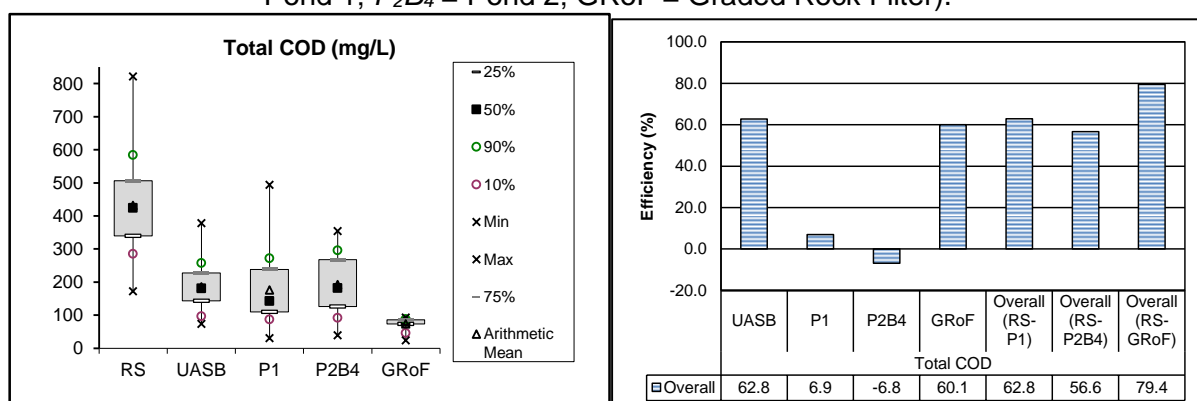 Pond 1; P2B4 = Pond 2; GRoF = Graded Rock Filter).
Total COD (mg/L)
800
700
600
500
400
300
200
100
0
RS UASB P1 P2B4 GRoF
25%
50%
90%
10%
Min
Max
75%
Arithmetic
Mean
Efficiency (%)
100.0
80.0
60.0
40.0
20.0
0.0
-20.0
UASB P1 P2B4 GRoF Overall (RS-P1) Overall (RS-P2B4) Overall (RS-GRoF)
Total COD
Overall 62.8 6.9 -6.8 60.1 62.8 56.6 79.4